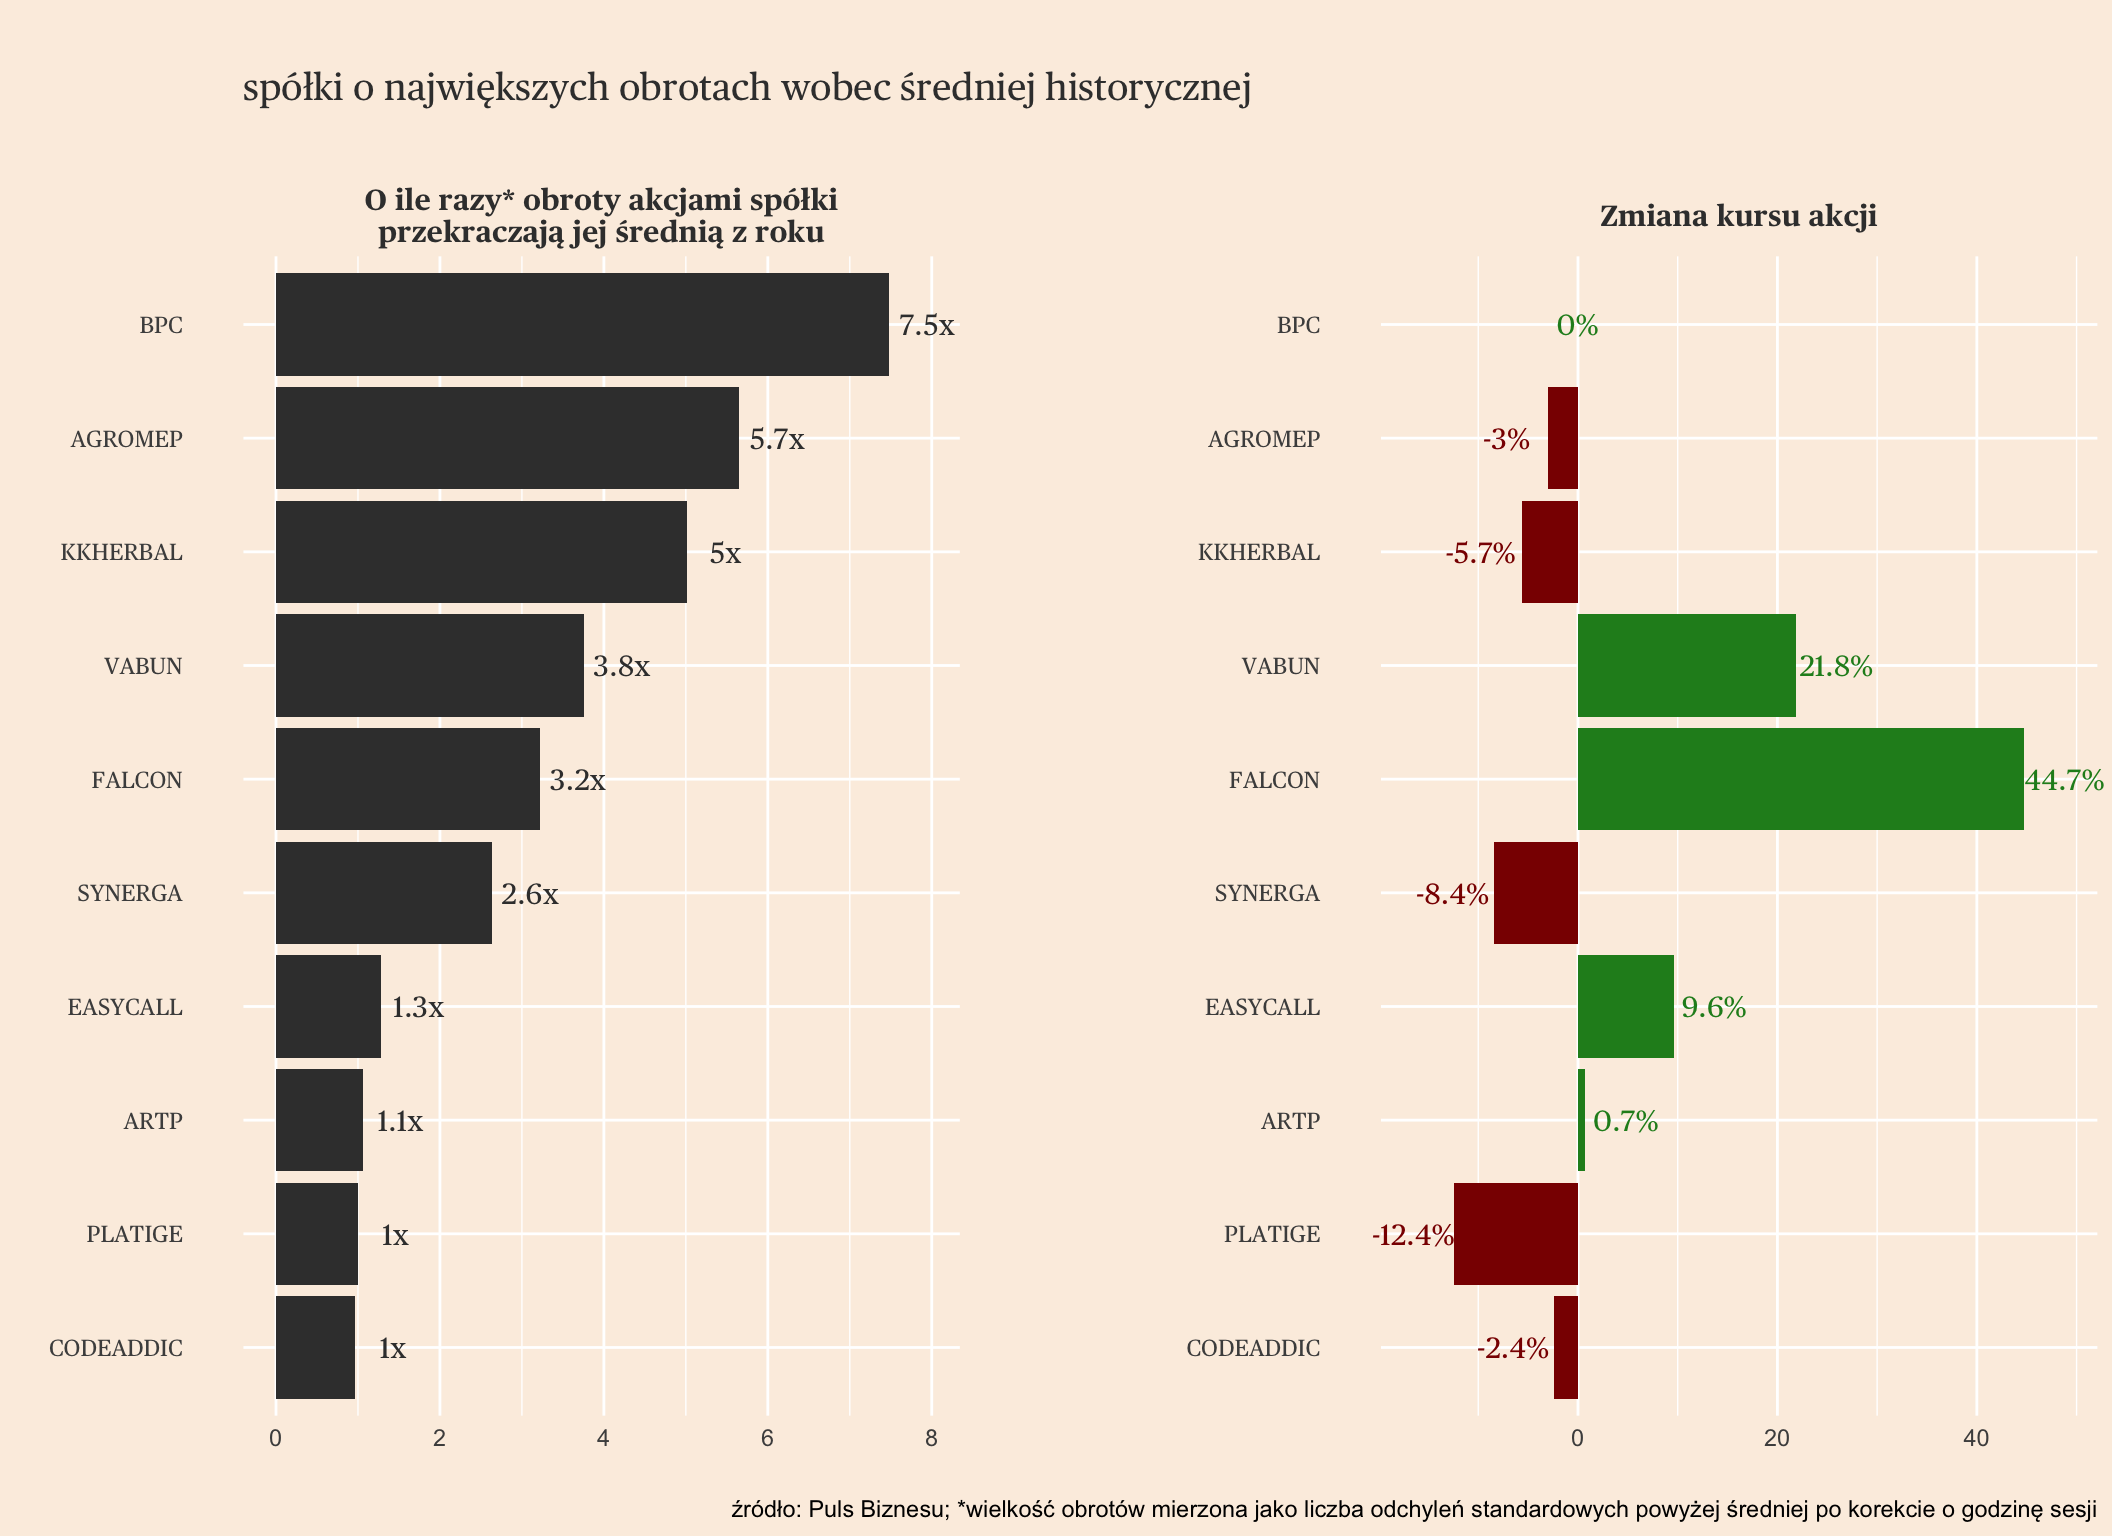 spółki o największych obrotach wobec średniej historycznej
O ile razy* obroty akcjami spółki
przekraczają jej średnią z roku
BPC
7.5x
AGROMEP
5.7x
KKHERBAL
5x
VABUN
3.8x
FALCON
3.2x
SYNERGA
2.6x
EASYCALL
1.3x
ARTP
1.1x
PLATIGE
1x
CODEADDIC
1x
0 2 4 6 8
Zmiana kursu akcji
BPC
0%
AGROMEP
-3%
KKHERBAL
-5.7%
VABUN
21.8%
FALCON
44.7%
SYNERGA
-8.4%
EASYCALL
9.6%
ARTP
0.7%
PLATIGE
-12.4%
CODEADDIC
-2.4%
0 20 40
źródło: Puls Biznesu; *wielkość obrotów mierzona jako liczba odchyleń standardowych powyżej średniej po korekcie o godzinę sesji